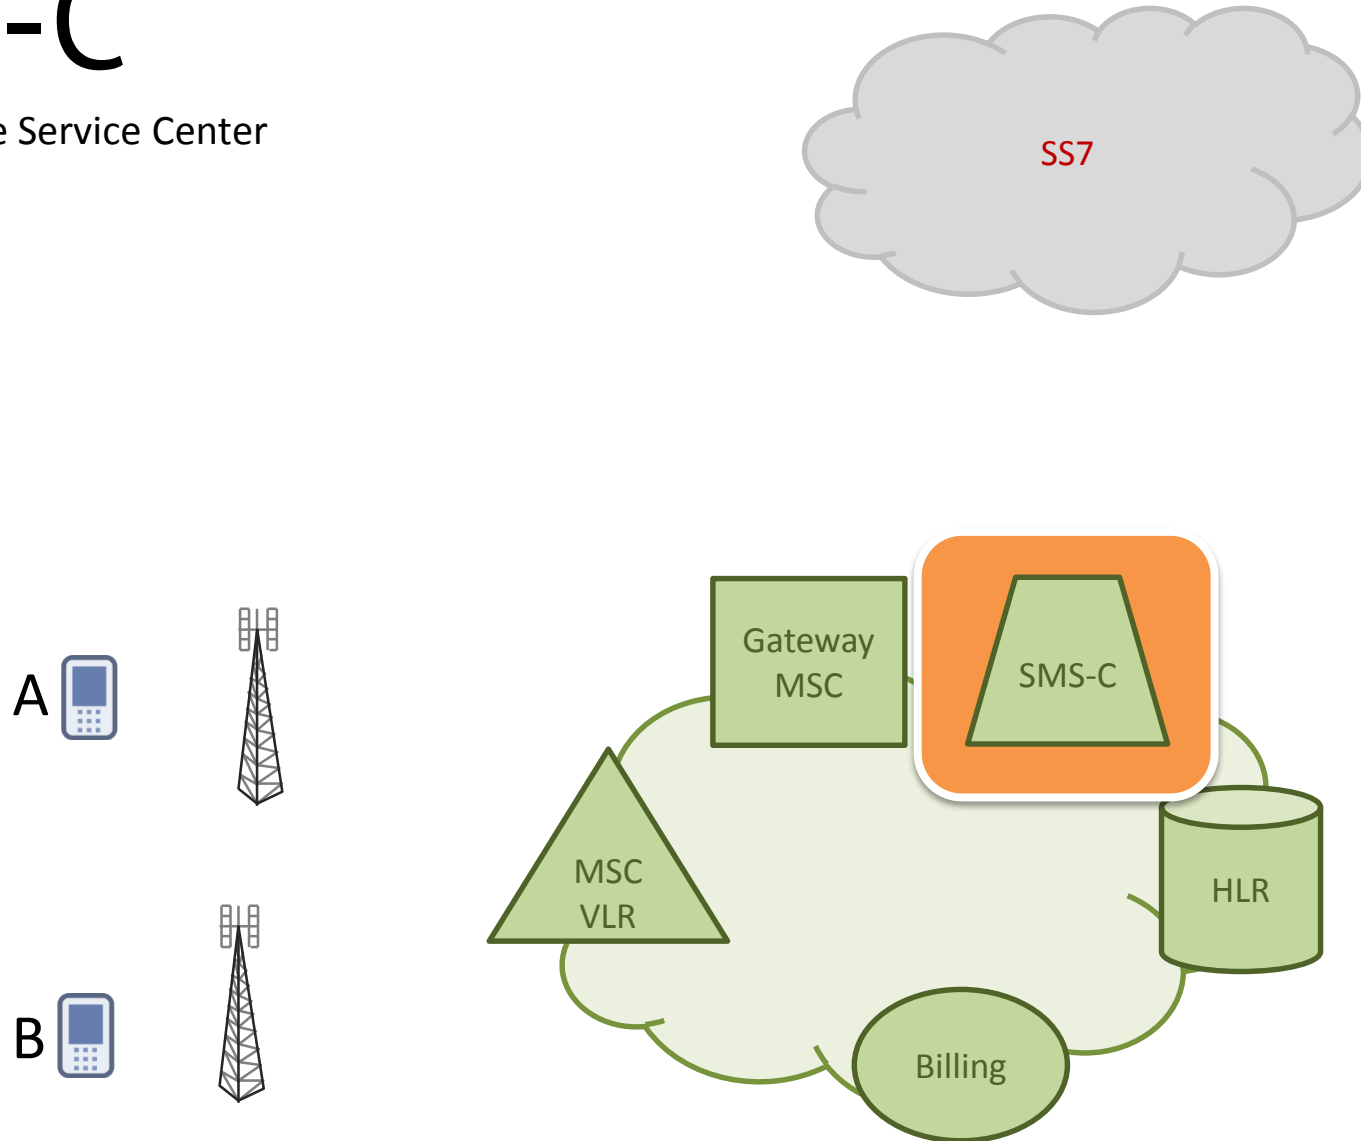 -C
e Service Center
SS7
Gateway
MSC
SMS-C
A
MSC
VLR
HLR
B
Billing